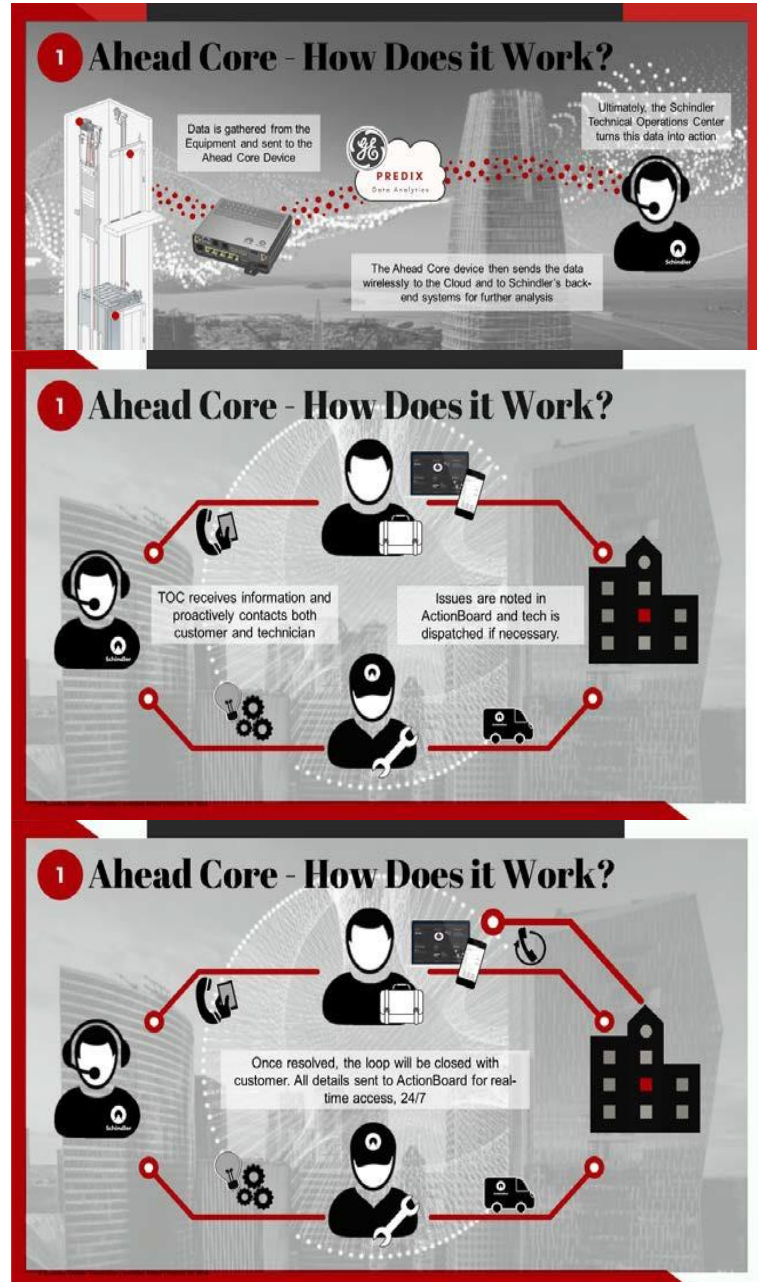 1 Ahead Core - How Does it Work?
Data is gathered from the
Equipment and sent to the
Ahead Core Device
GE
PREDIX
Data Analytics
Ultimately, the Schindler
Technical Operations Center
turns this data into action
Schindler
The Ahead Core device then sends the data
wirelessly to the Cloud and to Schindler's back-
end systems for further analysis
1 Ahead Core - How Does it Work?
TOC receives information and
proactively contacts both
customer and technician
Issues are noted in
ActionBoard and tech is
dispatched if necessary.
Schindler
1 Ahead Core - How Does it Work?
Once resolved, the loop will be closed with
customer. All details sent to ActionBoard for real-
time access, 24/7
Schindler